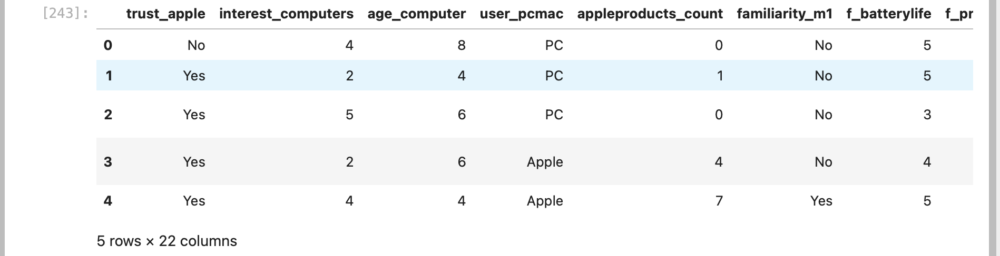 [243]: trust_apple interest_computers age_computer user_pcmac appleproducts_count familiarity_m1 f_batterylife f_pr
0 No 4 8 PC 0 No 5
1 Yes 2 4 PC 1 No 5
2 Yes 5 6 PC 0 No 3
3 Yes 2 6 Apple 4 No 4
4 Yes 4 4 Apple 7 Yes 5
5 rows × 22 columns